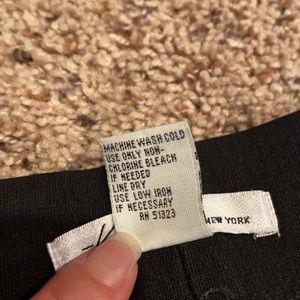 MACHINE WASH COLD
USE ONLY NON-
CHLORINE BLEACH
IF NEEDED
LINE DRY
USE LOW IRON
IF NECESSARY
RN 51323
NEW YORK